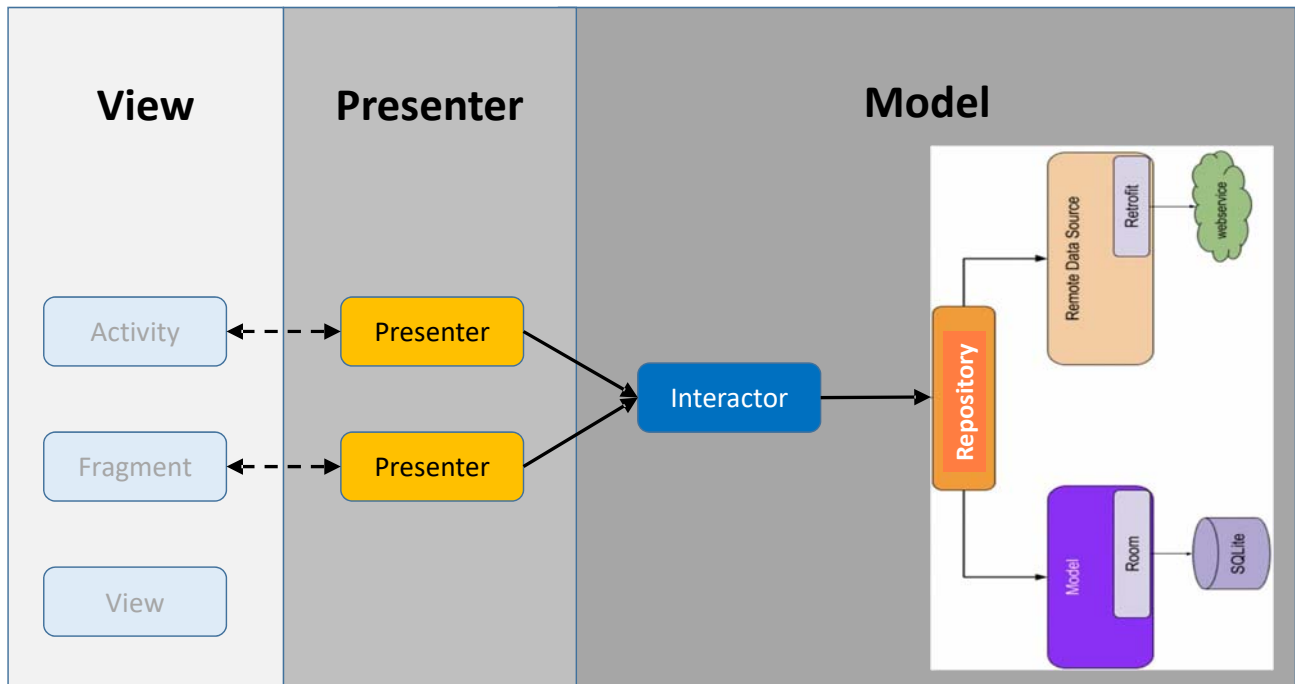 View
Presenter
Model
Activity
Presenter
Fragment
Presenter
View
Interactor
Repository
Remote Data Source
Retrofit
webservice
Model
Room
SQLite